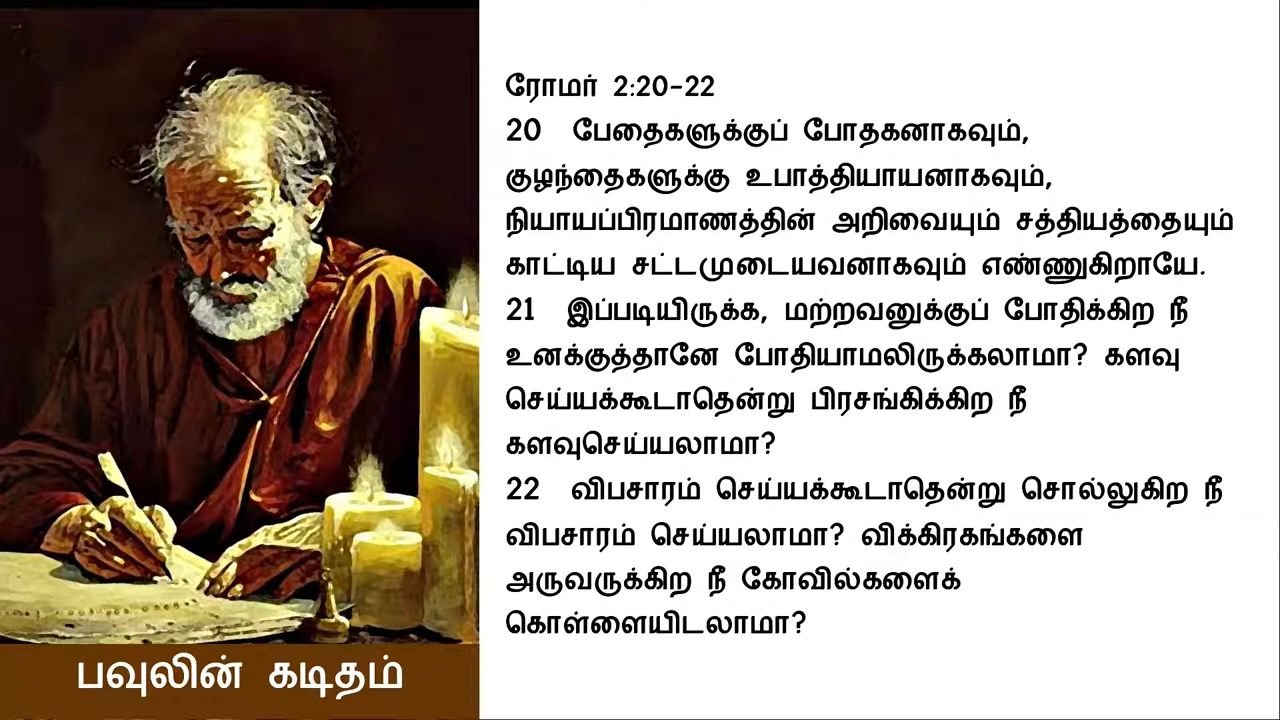 ரோமர் 2:20-22
20 பேதைகளுக்குப் போதகனாகவும்,
குழந்தைகளுக்கு உபாத்தியாயனாகவும்,
நியாயப்பிரமாணத்தின் அறிவையும் சத்தியத்தையும்
காட்டிய சட்டமுடையவனாகவும் எண்ணுகிறாயே.
21 இப்படியிருக்க, மற்றவனுக்குப் போதிக்கிற நீ
உனக்குத்தானே போதியாமலிருக்கலாமா? களவு
செய்யக்கூடாதென்று பிரசங்கிக்கிற நீ
களவுசெய்யலாமா?
22 விபசாரம் செய்யக்கூடாதென்று சொல்லுகிற நீ
விபசாரம் செய்யலாமா? விக்கிரகங்களை
அருவருக்கிற நீ கோவில்களைக்
கொள்ளையிடலாமா?
பவுலின் கடிதம்